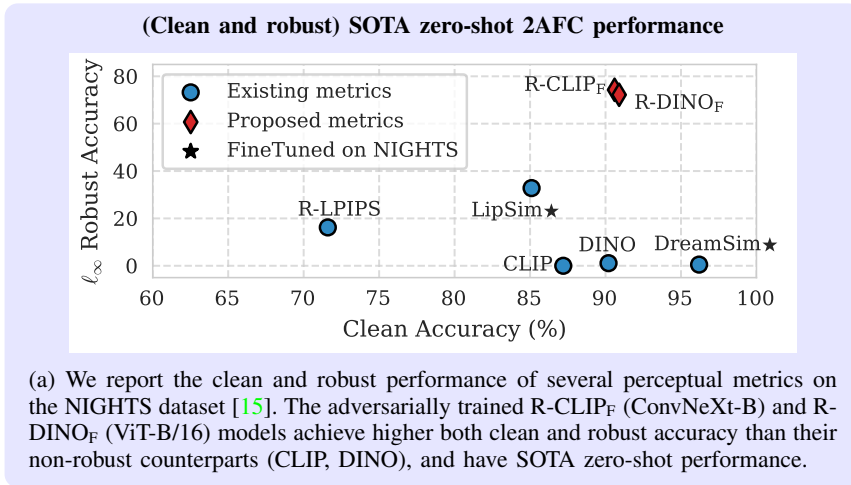 (Clean and robust) SOTA zero-shot 2AFC performance
80
60
40
20
0
ℓ∞ Robust Accuracy
Existing metrics
Proposed metrics
★ FineTuned on NIGHTS
R-CLIP_F
R-DINO_F
R-LPIPS
LipSim★
CLIP
DINO
DreamSim★
60 65 70 75 80 85 90 95 100
Clean Accuracy (%)
(a) We report the clean and robust performance of several perceptual metrics on
the NIGHTS dataset [15]. The adversarially trained R-CLIP_F (ConvNeXt-B) and R-
DINO_F (ViT-B/16) models achieve higher both clean and robust accuracy than their
non-robust counterparts (CLIP, DINO), and have SOTA zero-shot performance.